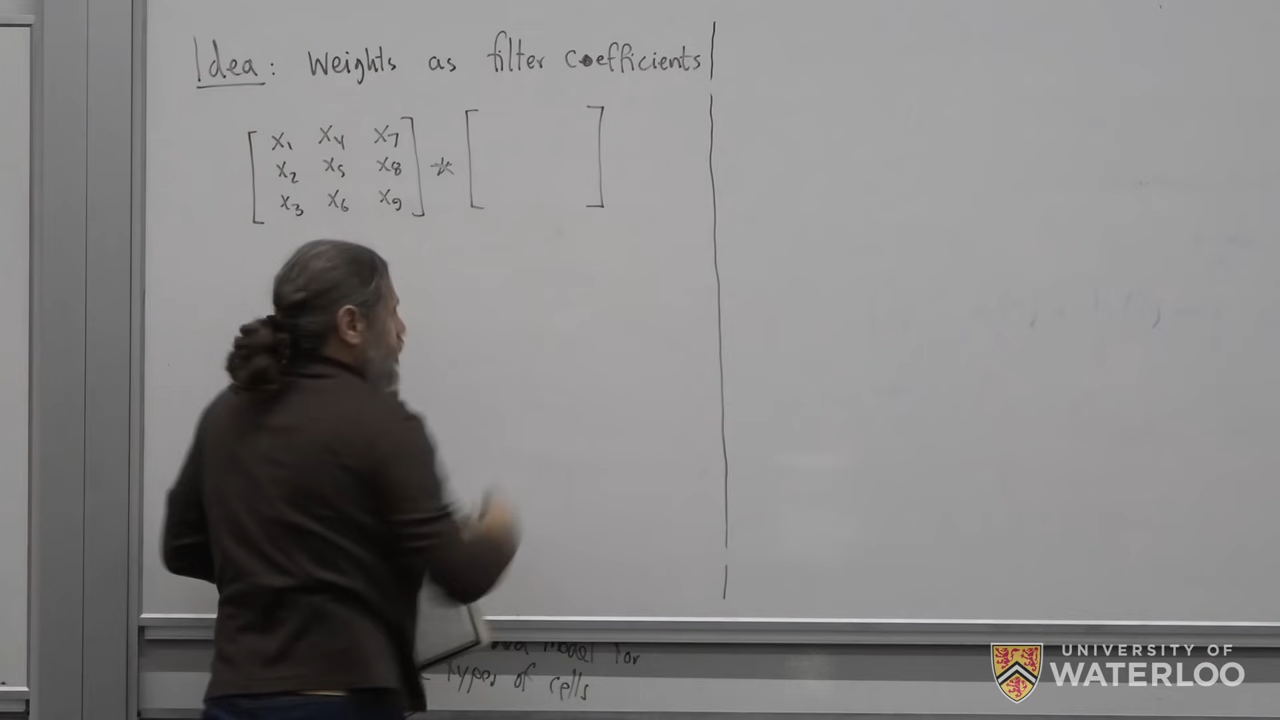 Idea: Weights as filter coefficients
[ x1 x4 x7 ] * [ ]
x2 x5 x8
x3 x6 x9
model for
types of cells
UNIVERSITY OF
WATERLOO